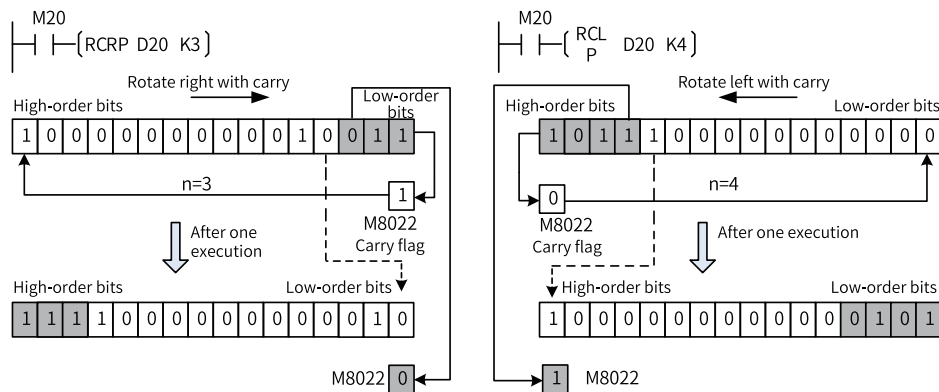 M20
RCRP D20 K3
Rotate right with carry
High-order bits
Low-order
bits
1 0 0 0 0 0 0 0 0 0 0 1 0 0 1 1
n=3
1
M8022
Carry flag
After one
execution
High-order bits
Low-order bits
1 1 1 1 0 0 0 0 0 0 0 0 0 0 1 0
M8022 0
M20
RCL
P
D20 K4
Rotate left with carry
High-order bits
Low-order bits
1 0 1 1 1 0 0 0 0 0 0 0 0 0 0 0
n=4
0
M8022
Carry flag
After one execution
High-order bits
Low-order bits
1 0 0 0 0 0 0 0 0 0 0 0 0 1 0 1
1 M8022